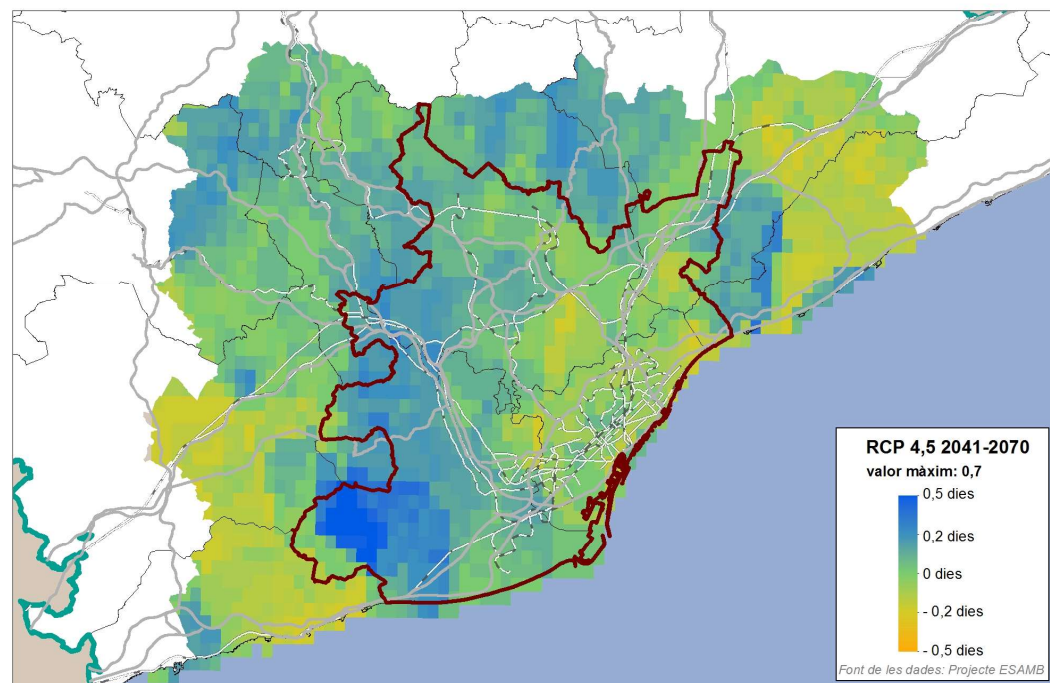 RCP 4,5 2041-2070
valor màxim: 0,7
0,5 dies
0,2 dies
0 dies
- 0,2 dies
- 0,5 dies
Font de les dades: Projecte ESAMB